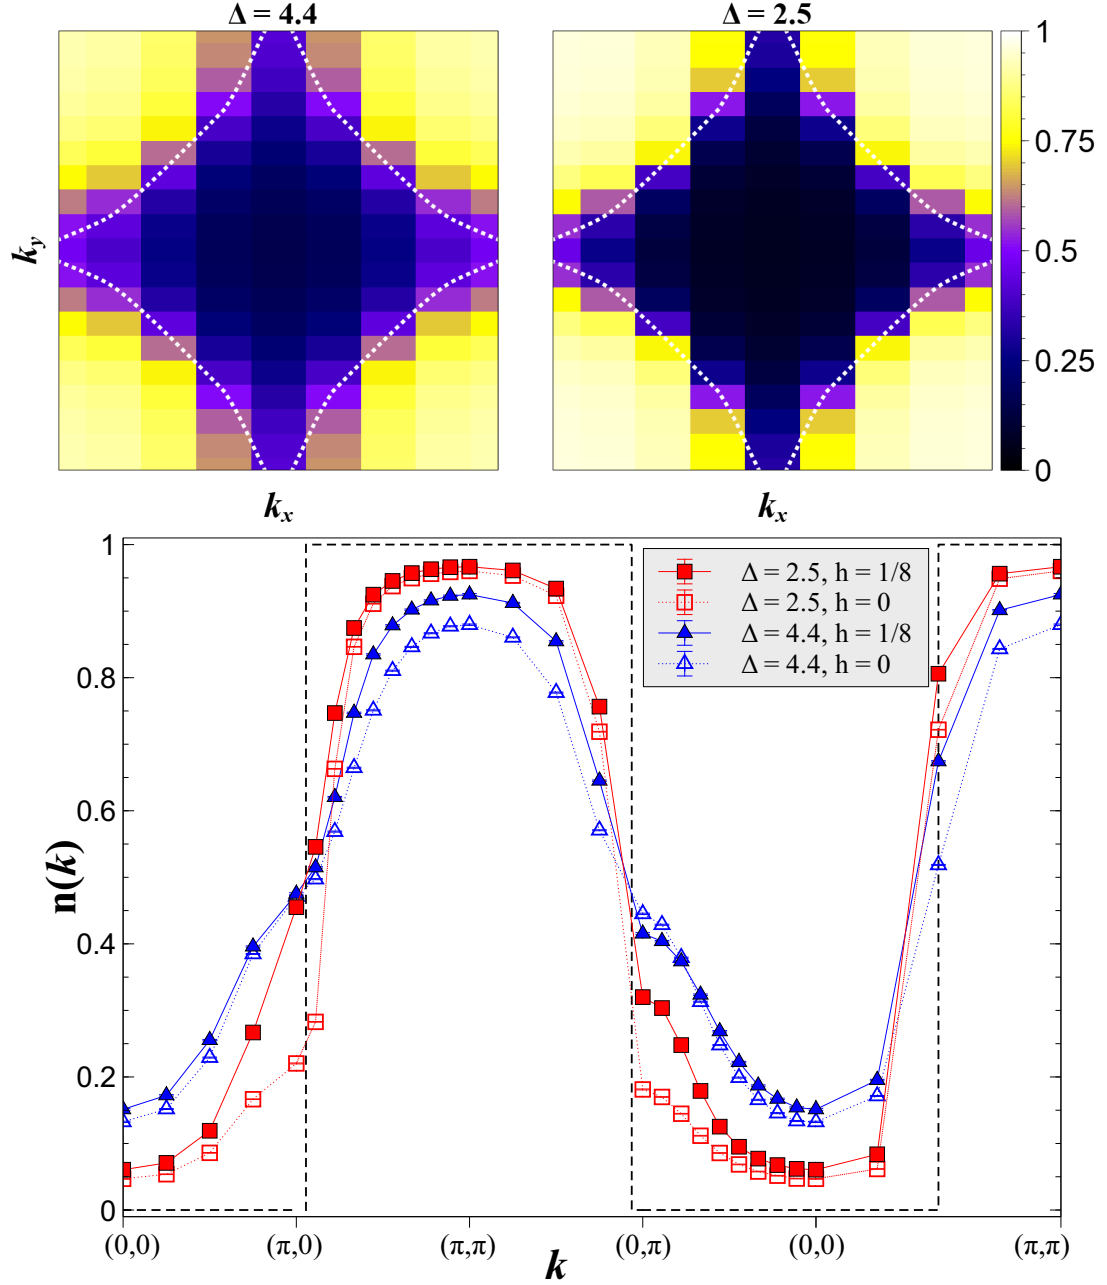 Δ = 4.4
Δ = 2.5
1
0.75
0.5
0.25
0
k_y
k_x
k_x
Δ = 2.5, h = 1/8
Δ = 2.5, h = 0
Δ = 4.4, h = 1/8
Δ = 4.4, h = 0
1
0.8
0.6
0.4
0.2
0
n(k)
(0,0)
(π,0)
(π,π)
(0,π)
(0,0)
(π,π)
k